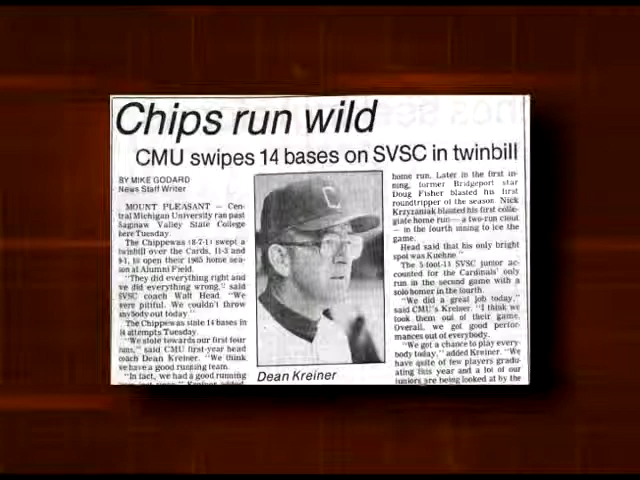 Chips run wild
CMU swipes 14 bases on SVSC in twinbill
BY MIKE GODARD
News Staff Writer
MOUNT PLEASANT — Cen-
tral Michigan University ran past
Saginaw Valley State College
here Tuesday.
The Chippewas swept a
twinbill over the Cards, 11-3 and
to open their 1985 home sea-
son at Alumni Field.
"They did everything right and
we did everything wrong," said
SVSC coach Walt Head. "We
were pitiful. We couldn't throw
anybody out today."
The Chippewas stole 14 bases in
attempts Tuesday.
"We stole towards our first four
runs," said CMU first-year head
coach Dean Kreiner. "We think
we have a good running team.
"In fact, we had a good running
Kreiner added
Dean Kreiner
home run. Later in the first in-
ning, former Bridgeport star
Doug Fisher blasted his first
roundtripper of the season. Nick
Krzyzaniak blasted his first colle-
giate home run — a two-run clout
— in the fourth inning to ice the
game.
Head said that his only bright
spot was Kuehne."
The 5-foot-11 SVSC junior ac-
counted for the Cardinals' only
run in the second game with a
solo homer in the fourth.
"We did a great job today,"
said CMU's Kreiner. "I think we
took them out of their game.
Overall, we got good perfor-
mances out of everybody.
"We got a chance to play every-
body today," added Kreiner. "We
have quite of few players gradu-
ating this year and a lot of our
juniors are being looked at by the